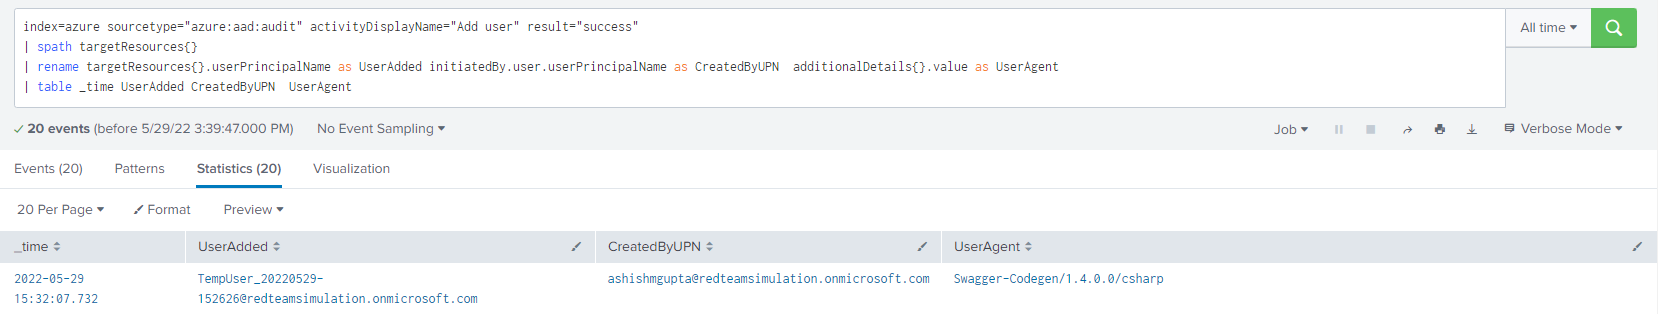 index=azure sourcetype="azure:aad:audit" activityDisplayName="Add user" result="success"
| spath targetResources{}
| rename targetResources{}.userPrincipalName as UserAdded initiatedBy.user.userPrincipalName as CreatedByUPN  additionalDetails{}.value as UserAgent
| table _time UserAdded CreatedByUPN  UserAgent
All time
20 events (before 5/29/22 3:39:47.000 PM) No Event Sampling Job Verbose Mode
Events (20) Patterns Statistics (20) Visualization
20 Per Page Format Preview
_time UserAdded CreatedByUPN UserAgent
2022-05-29 TempUser_20220529- ashishmgupta@redteamsimulation.onmicrosoft.com Swagger-Codegen/1.4.0.0/csharp
15:32:07.732 152626@redteamsimulation.onmicrosoft.com